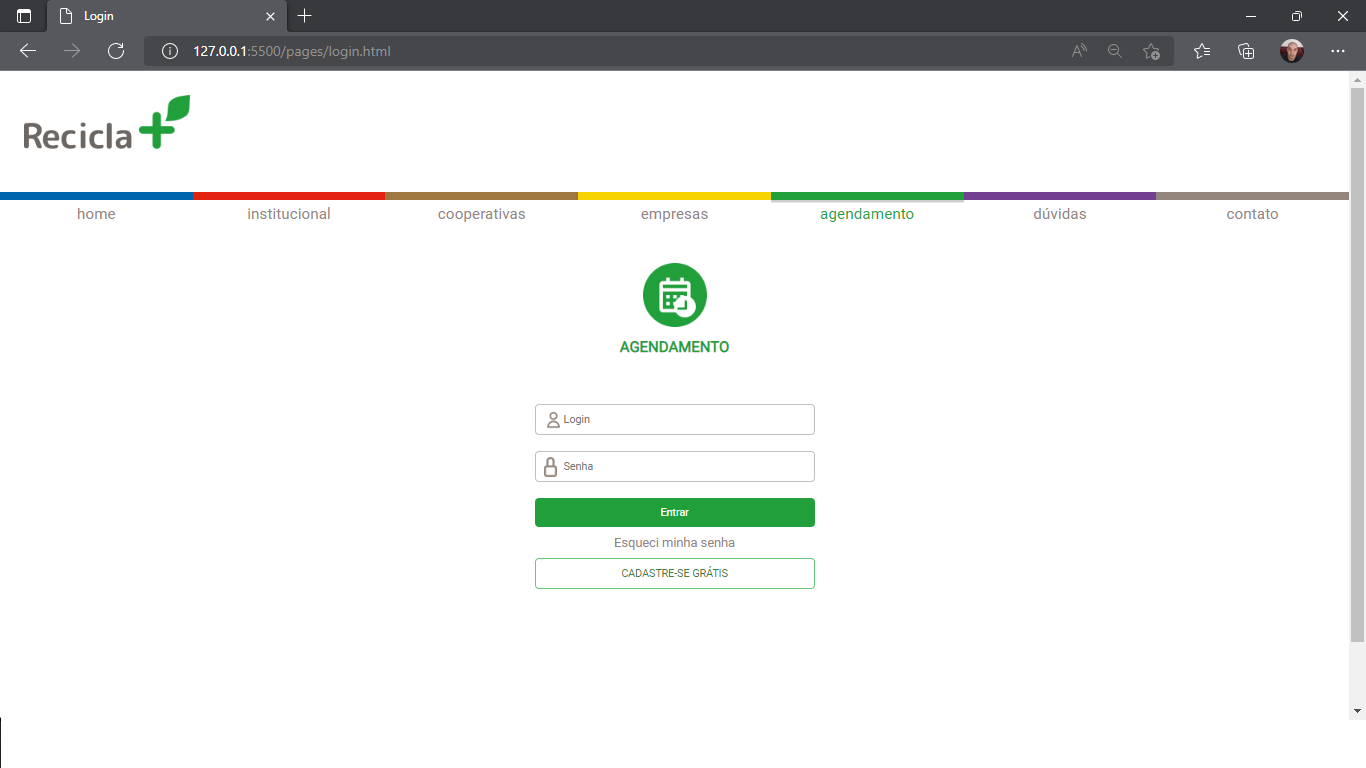 Login
127.0.0.1:5500/pages/login.html
Recicla
home institucional cooperativas empresas agendamento dúvidas contato
AGENDAMENTO
Login
Senha
Entrar
Esqueci minha senha
CADASTRE-SE GRÁTIS